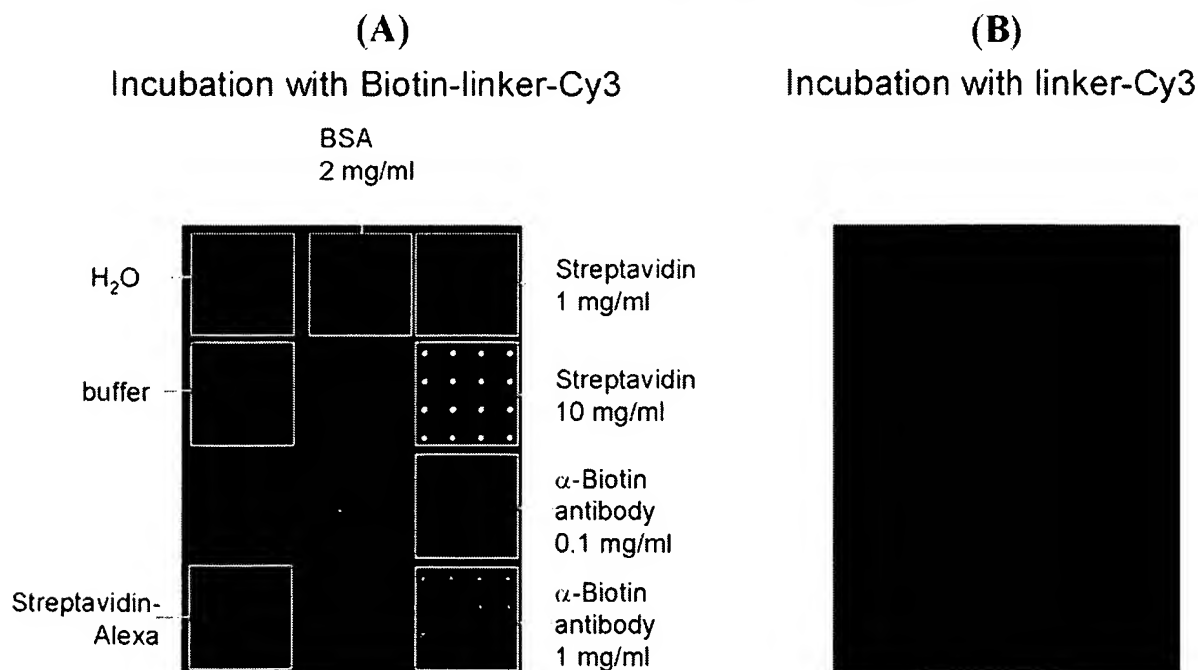 (A)
Incubation with Biotin-linker-Cy3
BSA
2 mg/ml
H₂O
buffer
Streptavidin-
Alexa
Streptavidin
1 mg/ml
Streptavidin
10 mg/ml
α-Biotin
antibody
0.1 mg/ml
α-Biotin
antibody
1 mg/ml
(B)
Incubation with linker-Cy3